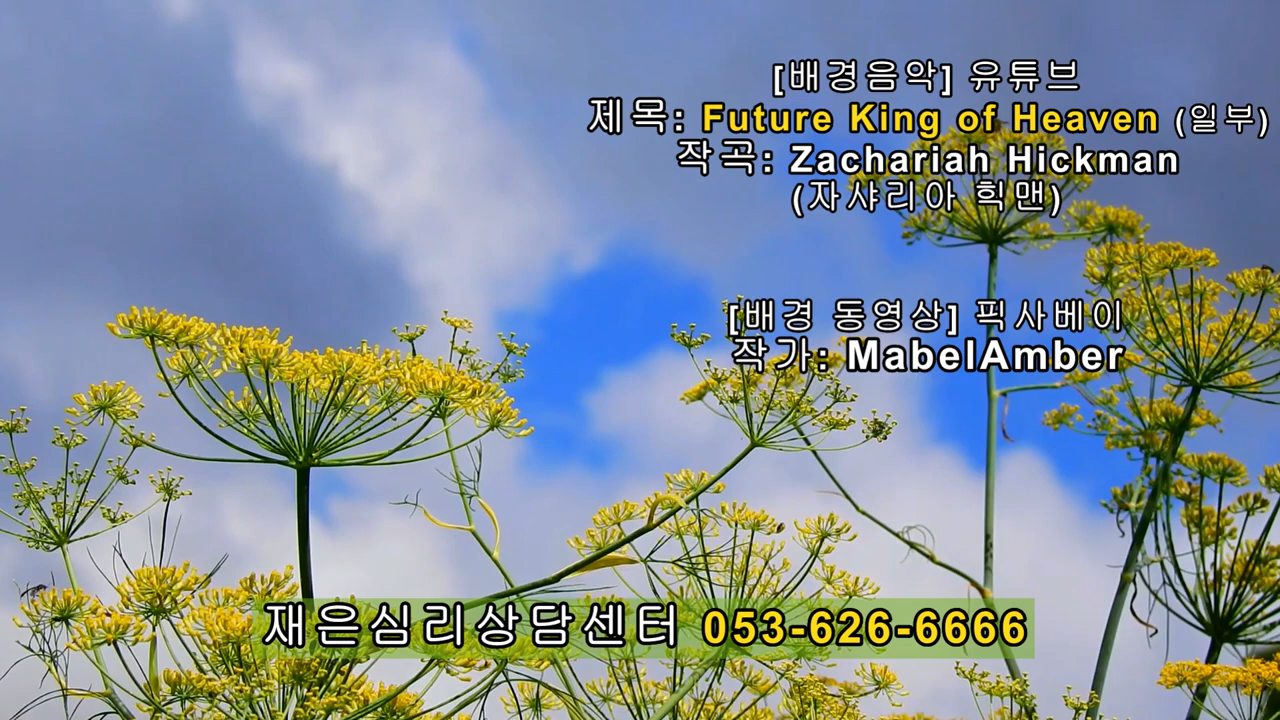 [배경음악] 유튜브
제목: Future King of Heaven (일부)
작곡: Zachariah Hickman
(자샤리아 힉맨)
[배경 동영상] 픽사베이
작가: MabelAmber
재은심리상담센터 053-626-6666